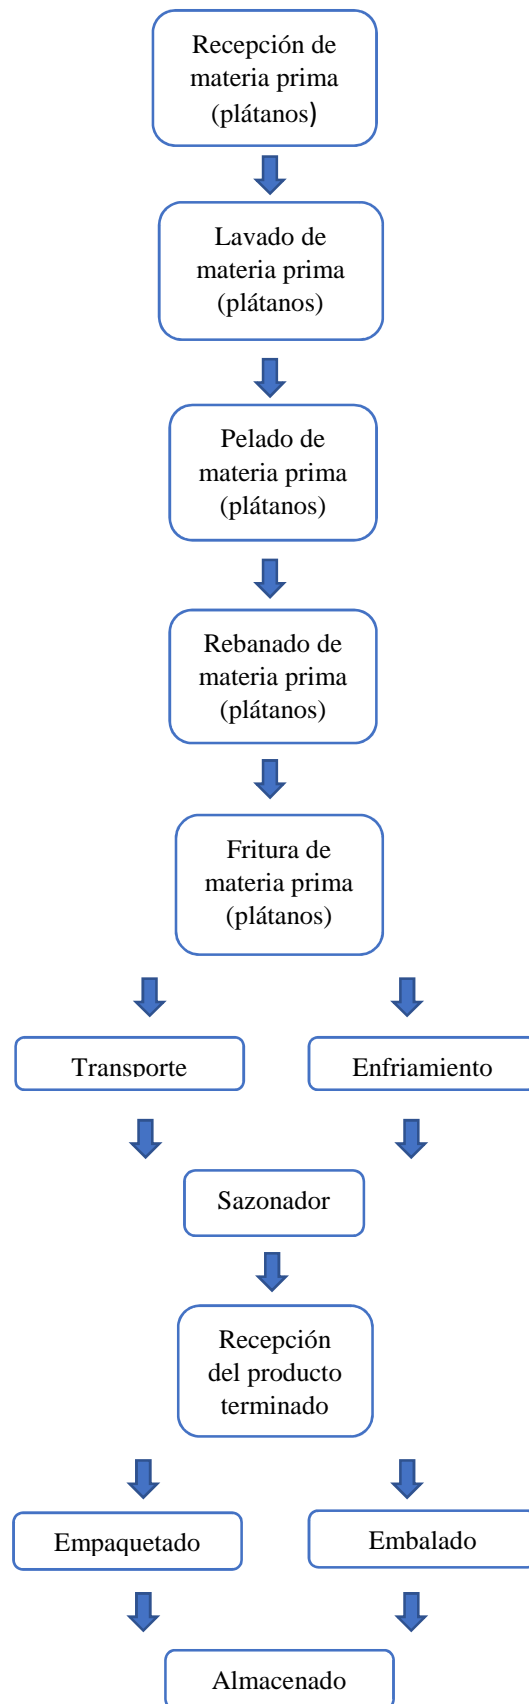 Recepción de
materia prima
(plátanos)
Lavado de
materia prima
(plátanos)
Pelado de
materia prima
(plátanos)
Rebanado de
materia prima
(plátanos)
Fritura de
materia prima
(plátanos)
Transporte
Enfriamiento
Sazonador
Recepción
del producto
terminado
Empaquetado
Embalado
Almacenado